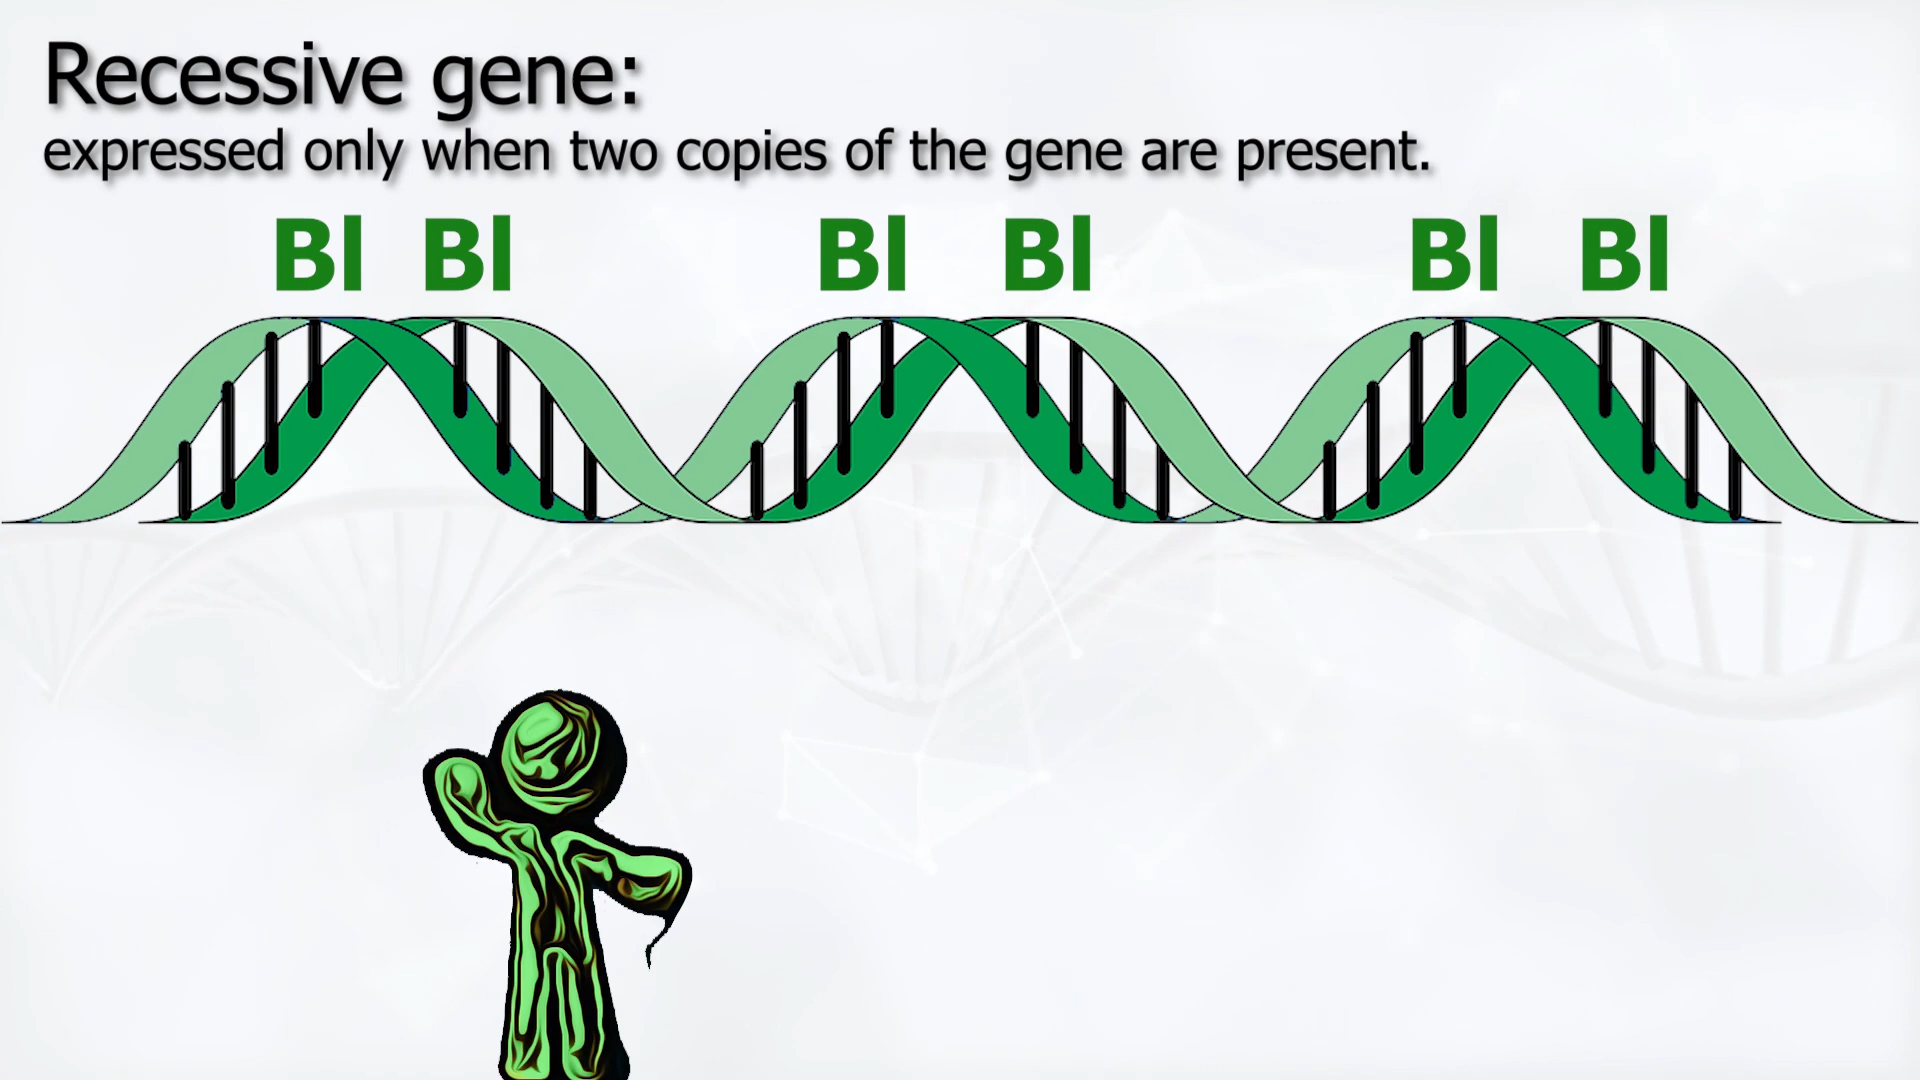 Recessive gene:
expressed only when two copies of the gene are present.
Bl Bl Bl Bl Bl Bl